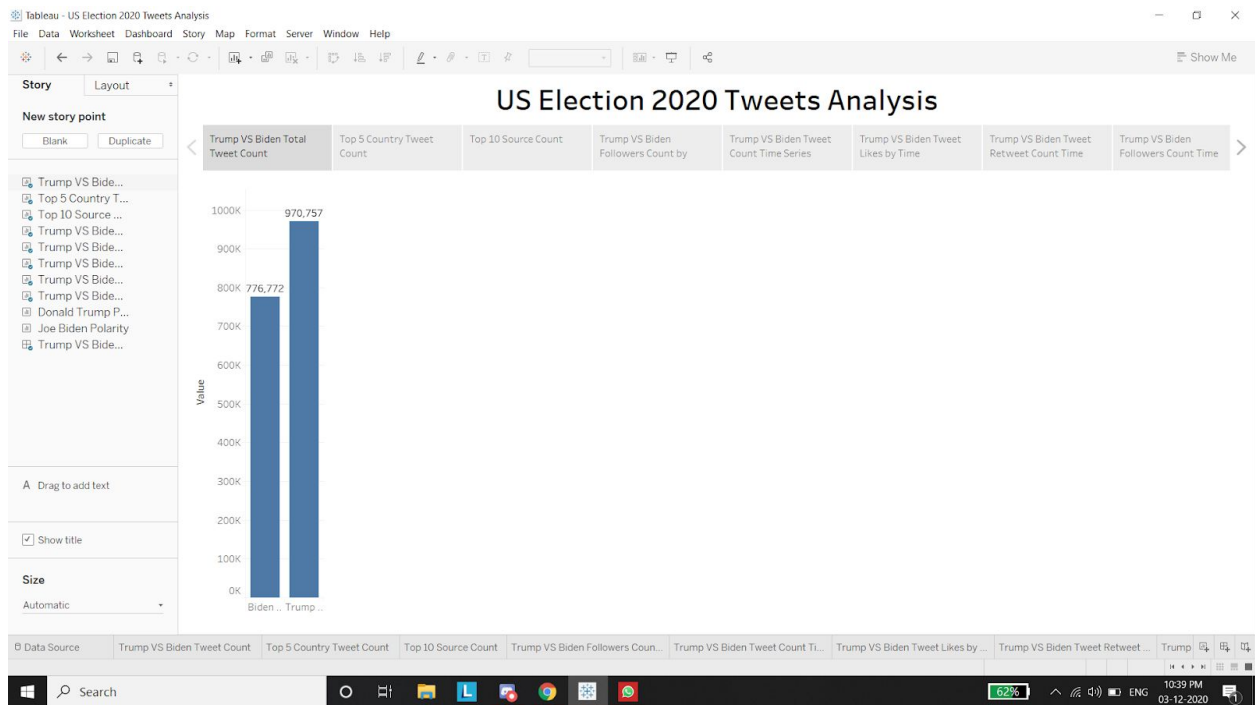 Tableau - US Election 2020 Tweets Analysis
File Data Worksheet Dashboard Story Map Format Server Window Help
Show Me
Story Layout
New story point
Blank Duplicate
Trump VS Bide...
Top 5 Country T...
Top 10 Source ...
Trump VS Bide...
Trump VS Bide...
Trump VS Bide...
Trump VS Bide...
Trump VS Bide...
Donald Trump P...
Joe Biden Polarity
Trump VS Bide...
A Drag to add text
Show title
Size
Automatic
US Election 2020 Tweets Analysis
Trump VS Biden Total
Tweet Count
Top 5 Country Tweet
Count
Top 10 Source Count
Trump VS Biden
Followers Count by
Trump VS Biden Tweet
Count Time Series
Trump VS Biden Tweet
Likes by Time
Trump VS Biden Tweet
Retweet Count Time
Trump VS Biden
Followers Count Time
1000K
970,757
900K
800K
776,772
700K
600K
Value
500K
400K
300K
200K
100K
0K
Biden .. Trump ..
Data Source Trump VS Biden Tweet Count Top 5 Country Tweet Count Top 10 Source Count Trump VS Biden Followers Coun... Trump VS Biden Tweet Count Ti... Trump VS Biden Tweet Likes by ... Trump VS Biden Tweet Retweet ... Trump
Search
L
62%
ENG
10:39 PM
03-12-2020
1